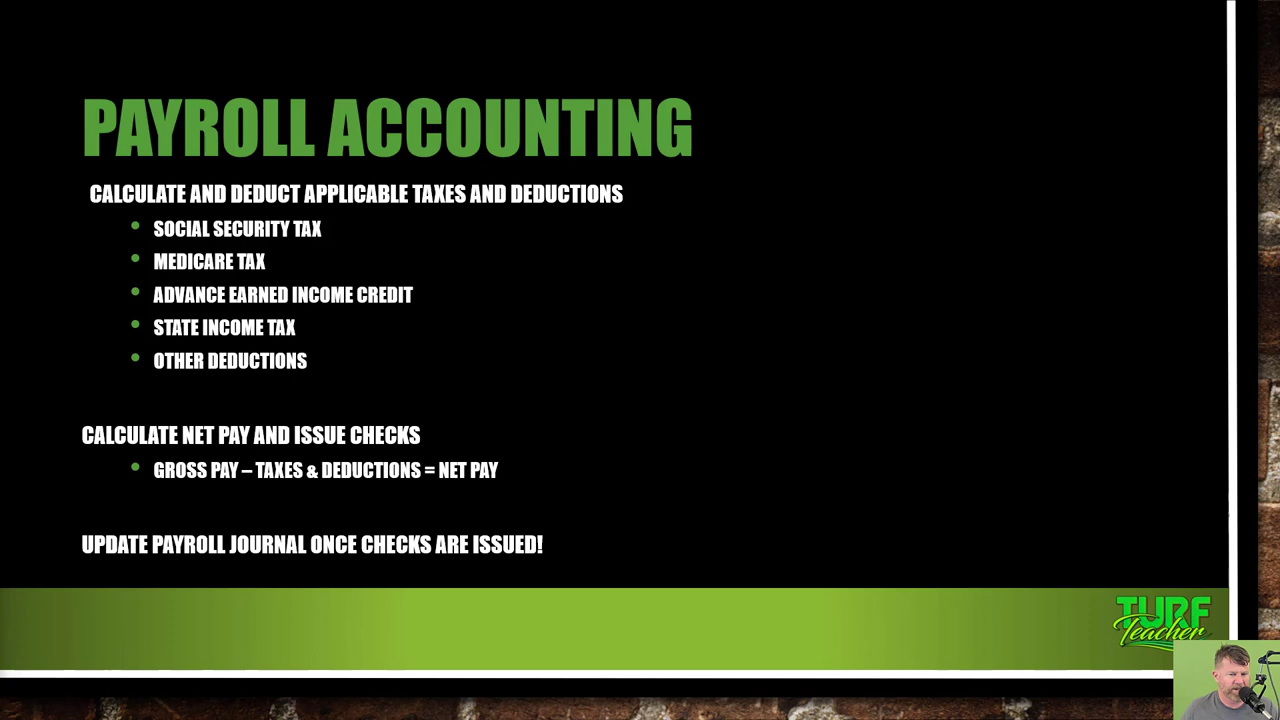 PAYROLL ACCOUNTING
CALCULATE AND DEDUCT APPLICABLE TAXES AND DEDUCTIONS
• SOCIAL SECURITY TAX
• MEDICARE TAX
• ADVANCE EARNED INCOME CREDIT
• STATE INCOME TAX
• OTHER DEDUCTIONS
CALCULATE NET PAY AND ISSUE CHECKS
• GROSS PAY – TAXES & DEDUCTIONS = NET PAY
UPDATE PAYROLL JOURNAL ONCE CHECKS ARE ISSUED!
TURF
Teacher